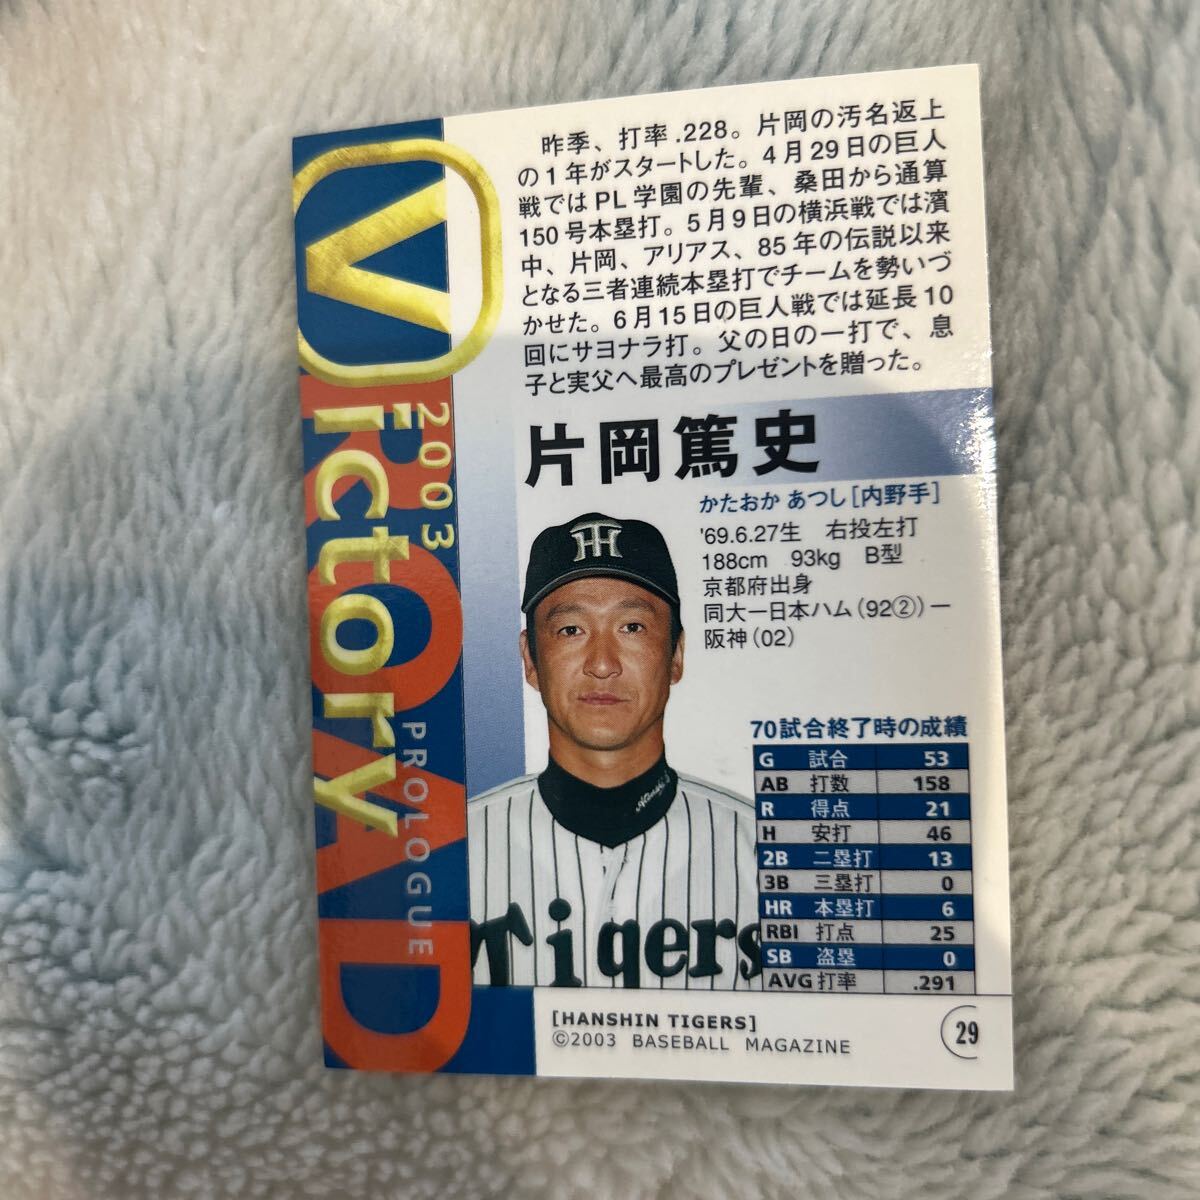 昨季、打率.228。片岡の汚名返上
の1年がスタートした。4月29日の巨人
戦ではPL学園の先輩、桑田から通算
150号本塁打。5月9日の横浜戦では濱
中、片岡、アリアス、85年の伝説以来
となる三者連続本塁打でチームを勢いづ
かせた。6月15日の巨人戦では延長10
回にサヨナラ打。父の日の一打で、息
子と実父へ最高のプレゼントを贈った。
片岡篤史
かたおか あつし[内野手]
'69.6.27生 右投左打
188cm 93kg B型
京都府出身
同大ー日本ハム(92②)ー
阪神(02)
70試合終了時の成績
G 試合 53
AB 打数 158
R 得点 21
H 安打 46
2B 二塁打 13
3B 三塁打 0
HR 本塁打 6
RBI 打点 25
SB 盗塁 0
AVG 打率 .291
[HANSHIN TIGERS]
©2003 BASEBALL MAGAZINE
29
Victory
ROAD
2003
PROLOGUE
Tigers